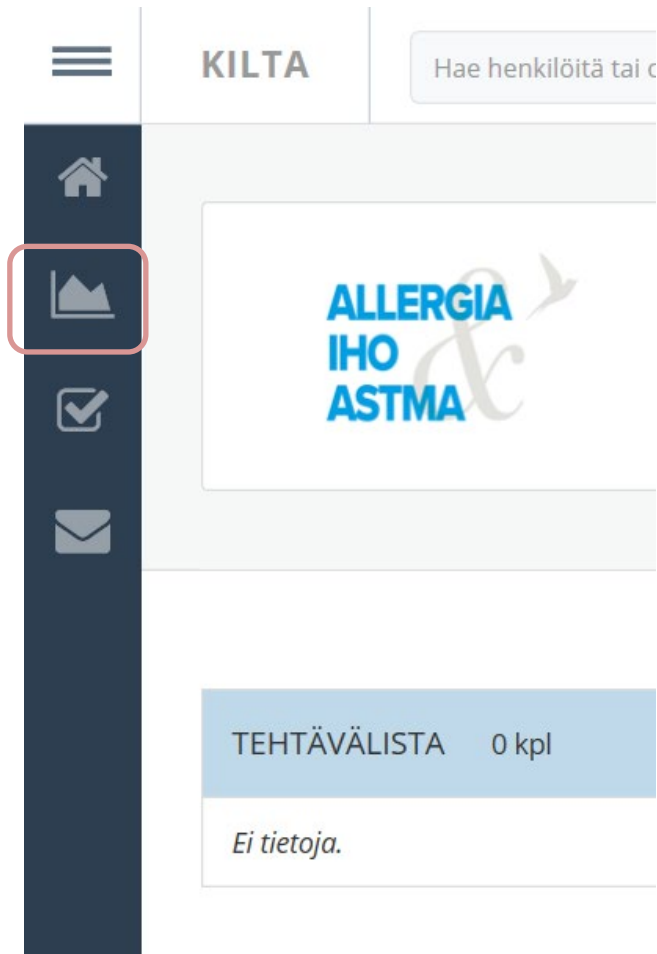 KILTA
Hae henkilöitä tai
ALLERGIA
IHO
& ASTMA
TEHTÄVÄLISTA 0 kpl
Ei tietoja.